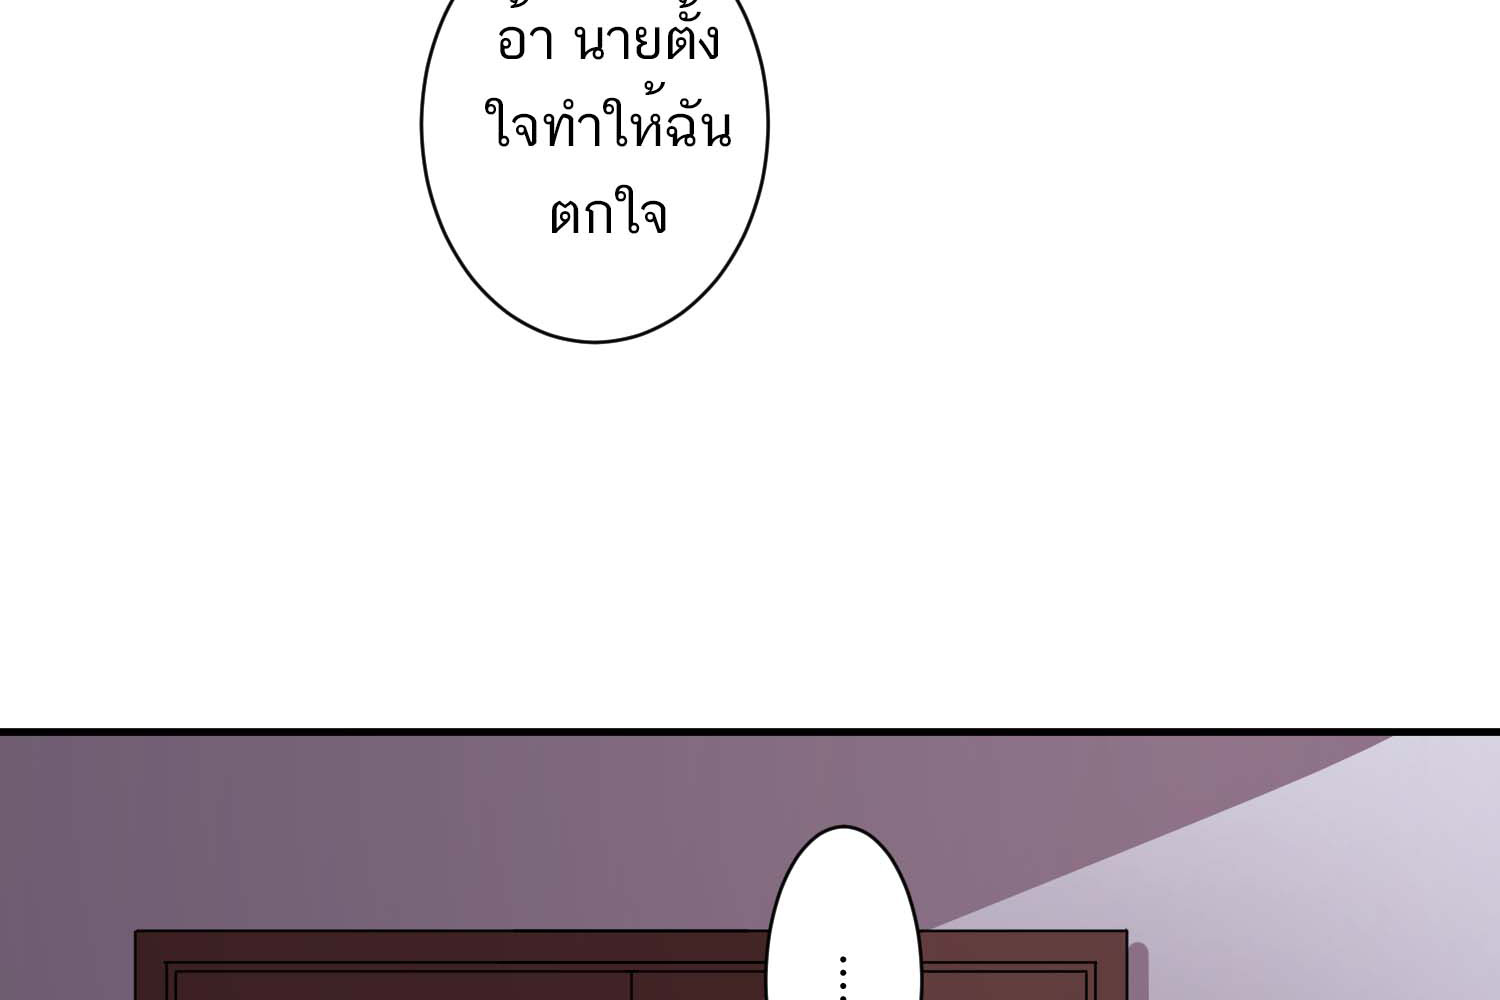 อ้า นายตั้ง
ใจทำให้ฉัน
ตกใจ
.....